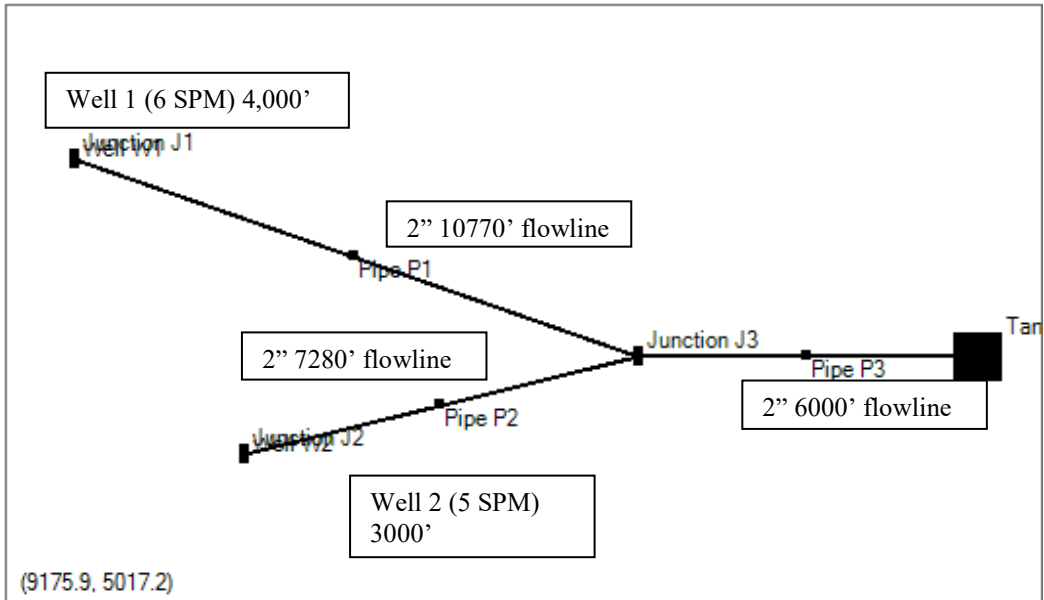 Well 1 (6 SPM) 4,000’
Junction J1
2” 10770’ flowline
Pipe P1
2” 7280’ flowline
Junction J3
Tan
Pipe P3
2” 6000’ flowline
Pipe P2
Junction J2
Well 2 (5 SPM)
3000’
(9175.9, 5017.2)